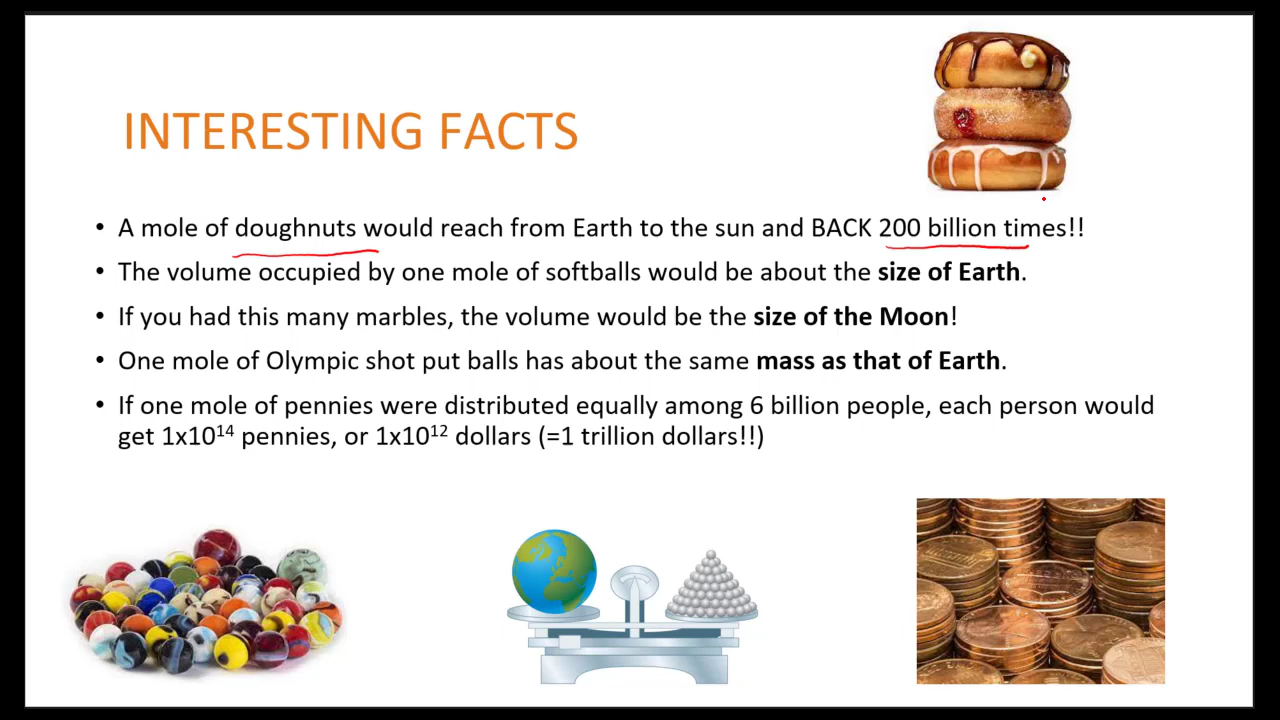 INTERESTING FACTS
• A mole of doughnuts would reach from Earth to the sun and BACK 200 billion times!!
• The volume occupied by one mole of softballs would be about the size of Earth.
• If you had this many marbles, the volume would be the size of the Moon!
• One mole of Olympic shot put balls has about the same mass as that of Earth.
• If one mole of pennies were distributed equally among 6 billion people, each person would
get 1x10¹⁴ pennies, or 1x10¹² dollars (=1 trillion dollars!!)